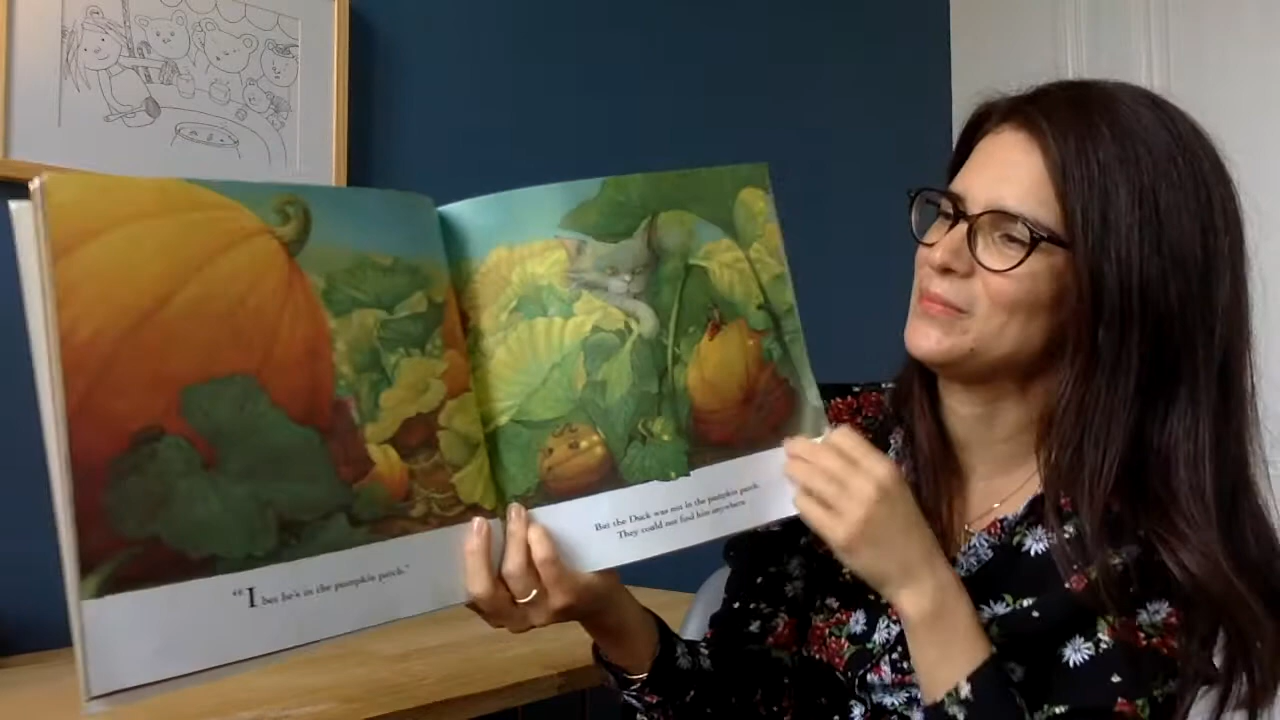 "I bet he's in the pumpkin patch."
But the Duck was not in the pumpkin patch.
They could not find him anywhere.